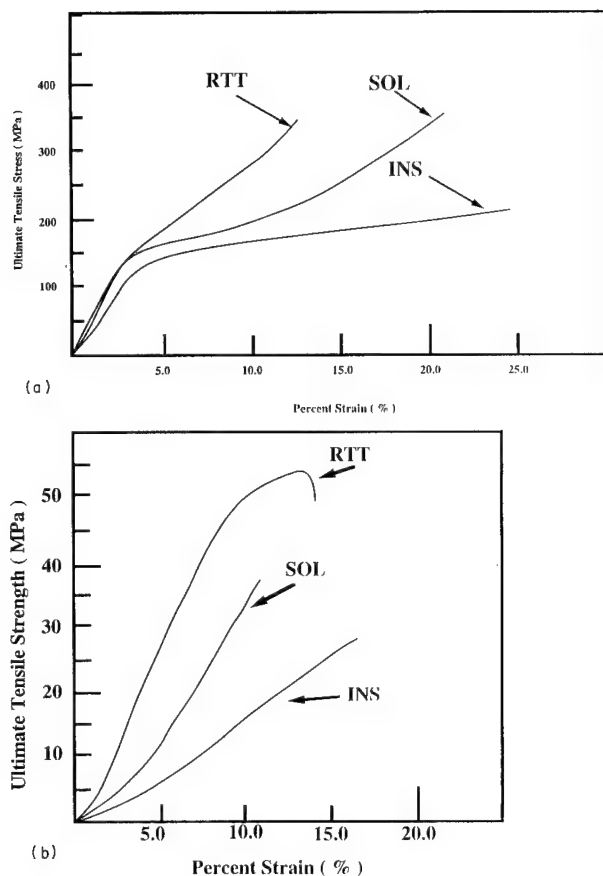 RTT
SOL
INS
400
300
200
100
Ultimate Tensile Stress ( MPa )
5.0
10.0
15.0
20.0
25.0
(a)
Percent Strain ( % )
RTT
SOL
INS
50
40
30
20
10
Ultimate Tensile Strength ( MPa )
5.0
10.0
15.0
20.0
(b)
Percent Strain ( % )